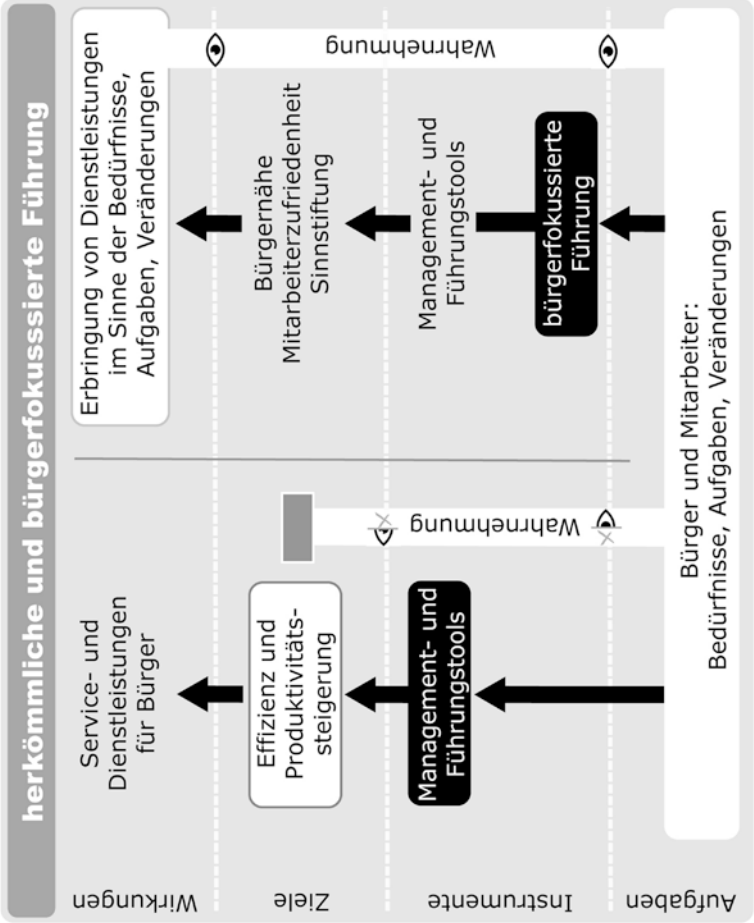 herkömmliche und bürgerfokusssierte Führung
Wirkungen
Service- und
Dienstleistungen
für Bürger
Erbringung von Dienstleistungen
im Sinne der Bedürfnisse,
Aufgaben, Veränderungen
Ziele
Effizienz und
Produktivitäts-
steigerung
Bürgernähe
Mitarbeiterzufriedenheit
Sinnstiftung
Instrumente
Management- und
Führungstools
Wahrnehmung
Management- und
Führungstools
bürgerfokussierte
Führung
Wahrnehmung
Aufgaben
Bürger und Mitarbeiter:
Bedürfnisse, Aufgaben, Veränderungen